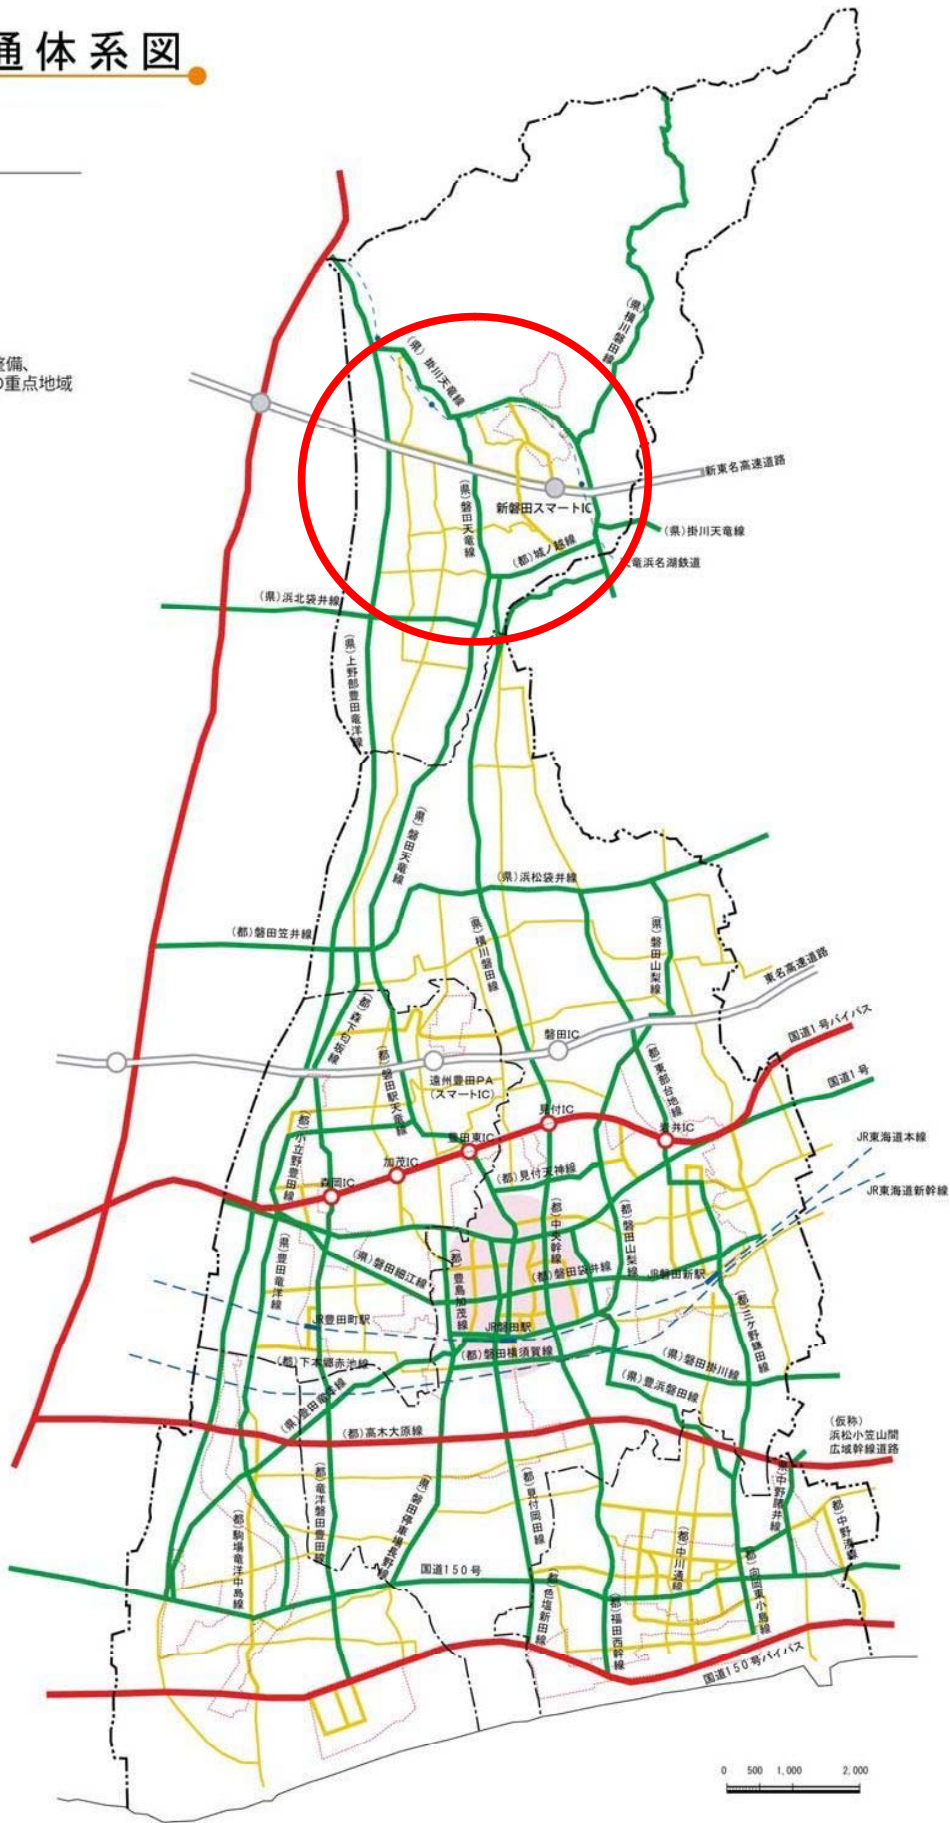 通体系図
整備、
の重点地域
(県)横川磐田線
(県)掛川天竜線
新東名高速道路
新磐田スマートIC
(県)磐田天竜線
(県)掛川天竜線
(都)城ノ越線
天竜浜名湖鉄道
(県)浜北袋井線
(県)上野部豊田竜洋線
(県)磐田天竜線
(県)浜松袋井線
(都)磐田笠井線
(県)横川磐田線
(県)磐田山梨線
東名高速道路
(都)森下匂坂線
磐田IC
国道1号バイパス
(都)磐田駅天竜線
遠州豊田PA
(スマートIC)
(都)東部台地線
国道1号
見付IC
(都)小立野豊田線
豊田東IC
岩井IC
加茂IC
JR東海道本線
森岡IC
(都)見付天神線
JR東海道新幹線
(都)中央幹線
(都)磐田山梨線
(県)豊田竜洋線
(県)磐田細江線
(都)豊島加茂線
(都)磐田袋井線
JR磐田新駅
JR豊田町駅
JR磐田駅
(都)三ケ野鎌田線
(都)下本郷赤池線
(都)磐田横須賀線
(県)磐田掛川線
(県)豊田竜洋線
(県)豊浜磐田線
(都)高木大原線
(仮称)
浜松小笠山間
広域幹線道路
(都)竜洋磐田豊田線
(県)磐田停車場長野線
(都)見付岡田線
(県)中野諸井線
(都)駒場竜洋中島線
(都)中川通線
国道150号
(都)向岡東小島線
(都)福田西幹線
国道150号バイパス
0 500 1,000 2,000